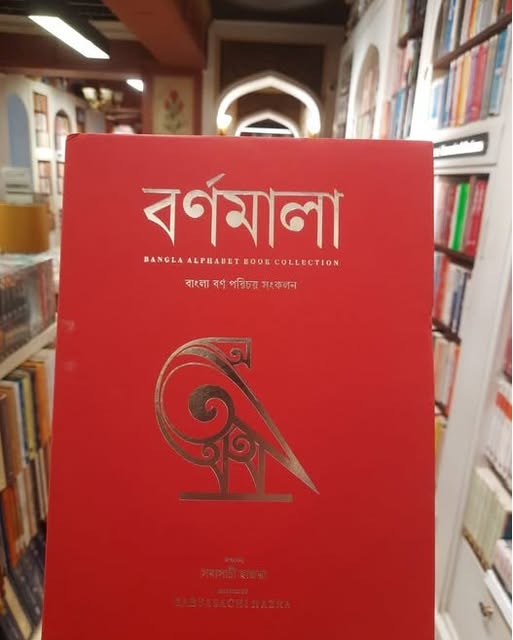 বর্ণমালা
BANGLA ALPHABET BOOK COLLECTION
বাংলা বর্ণ পরিচয় সংকলন
অ
অ অ
সব্যসাচী হাজরা
SABYASACHI HAZRA